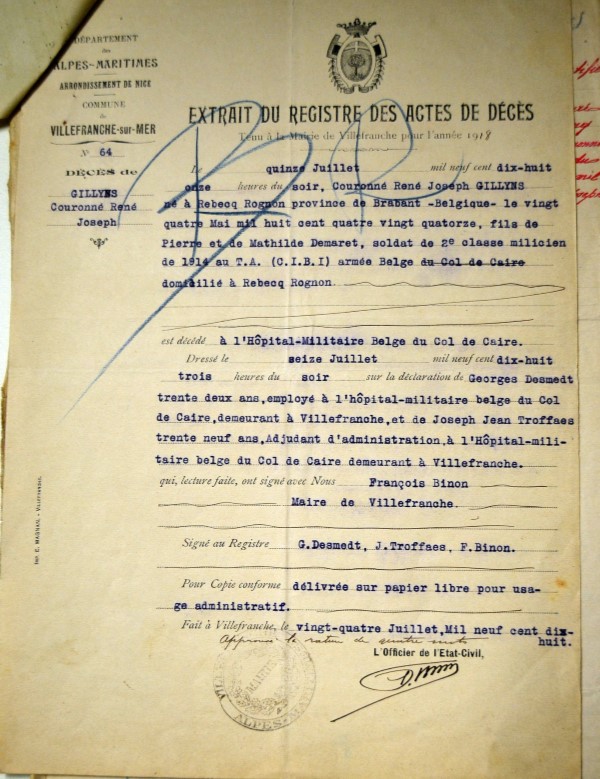 DÉPARTEMENT
des
ALPES-MARITIMES
ARRONDISSEMENT DE NICE
COMMUNE
de
VILLEFRANCHE-sur-MER
N° 64
DÉCÈS DE
GILLYNS
Couronné René
Joseph
EXTRAIT DU REGISTRE DES ACTES DE DÉCÈS
Tenu à la Mairie de Villefranche pour l'année 1918
Le quinze Juillet mil neuf cent dix-huit
onze heures du soir, Couronné René Joseph GILLYNS
né à Rebecq Rognon province de Brabant -Belgique- le vingt
quatre Mai mil huit cent quatre vingt quatorze, fils de
Pierre et de Mathilde Demaret, soldat de 2e classe milicien
de 1914 au T.A. (C.I.B.I) armée Belge du Col de Caire
domicilié à Rebecq Rognon.
est décédé à l'Hôpital-Militaire Belge du Col de Caire.
Dressé le seize Juillet mil neuf cent dix-huit
trois heures du soir sur la déclaration de Georges Desmedt
trente deux ans, employé à l'hôpital-militaire belge du Col
de Caire, demeurant à Villefranche, et de Joseph Jean Troffaes
trente neuf ans, Adjudant d'administration, à l'Hôpital-mili-
taire belge du Col de Caire demeurant à Villefranche.
qui, lecture faite, ont signé avec Nous François Binon
Maire de Villefranche.
Signé au Registre G.Desmedt, J.Troffaes, F.Binon.
Pour Copie conforme délivrée sur papier libre pour usa-
ge administratif.
Fait à Villefranche, le vingt-quatre Juillet, Mil neuf cent dix-
huit.
L'Officier de l'Etat-Civil,
Imp. E. MAGNAN, - VILLEFRANCHE.